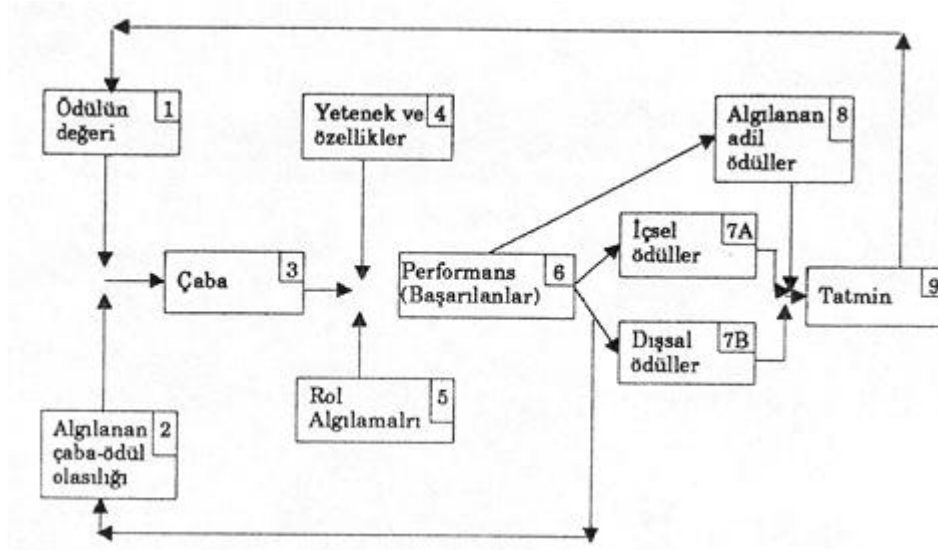 Ödülün 1
değeri
Yetenek ve 4
özellikler
Algılanan 8
adil
ödüller
Çaba 3
Performans 6
(Başarılanlar)
İçsel 7A
ödüller
Tatmin 9
Dışsal 7B
ödüller
Rol 5
Algılamalrı
Algılanan 2
çaba-ödül
olasılığı